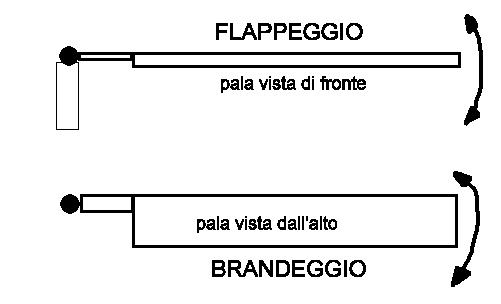 FLAPPEGGIO
pala vista di fronte
pala vista dall'alto
BRANDEGGIO